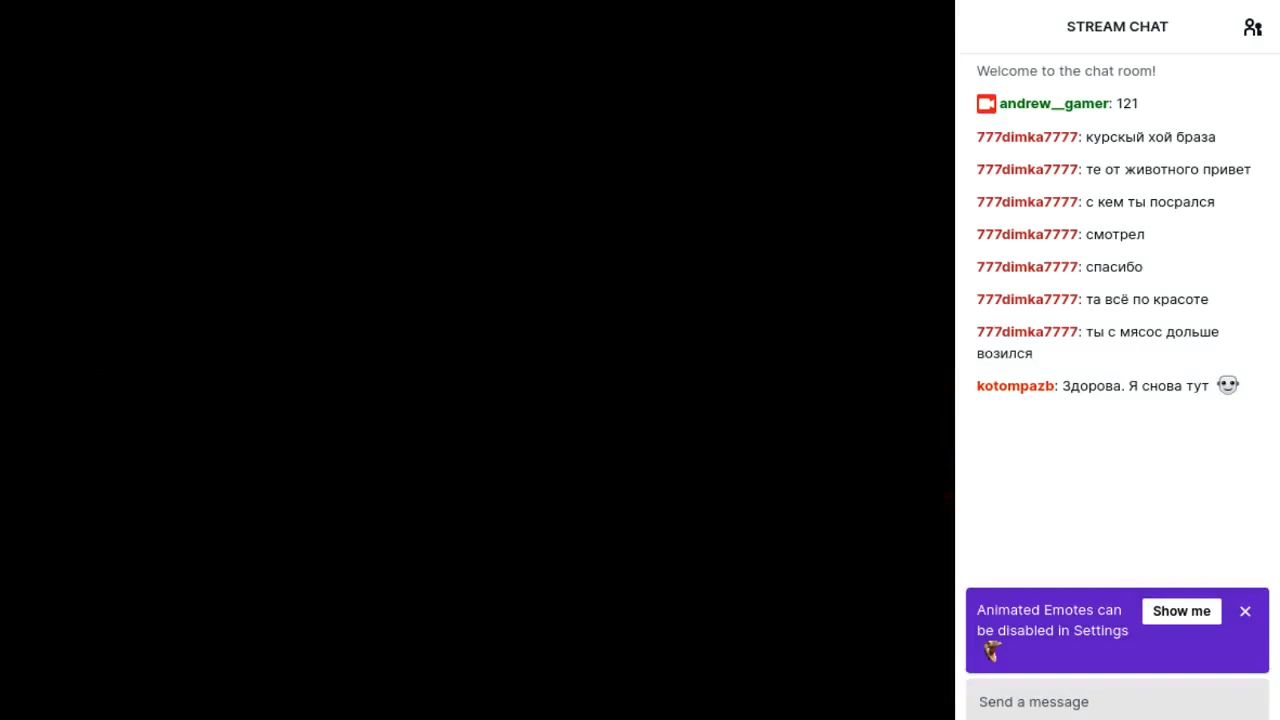 STREAM CHAT
Welcome to the chat room!
andrew__gamer: 121
777dimka7777: курскый хой браза
777dimka7777: те от животного привет
777dimka7777: с кем ты посрался
777dimka7777: смотрел
777dimka7777: спасибо
777dimka7777: та всё по красоте
777dimka7777: ты с мясос дольше
возился
kotompazb: Здорова. Я снова тут
Animated Emotes can
be disabled in Settings
Show me
Send a message